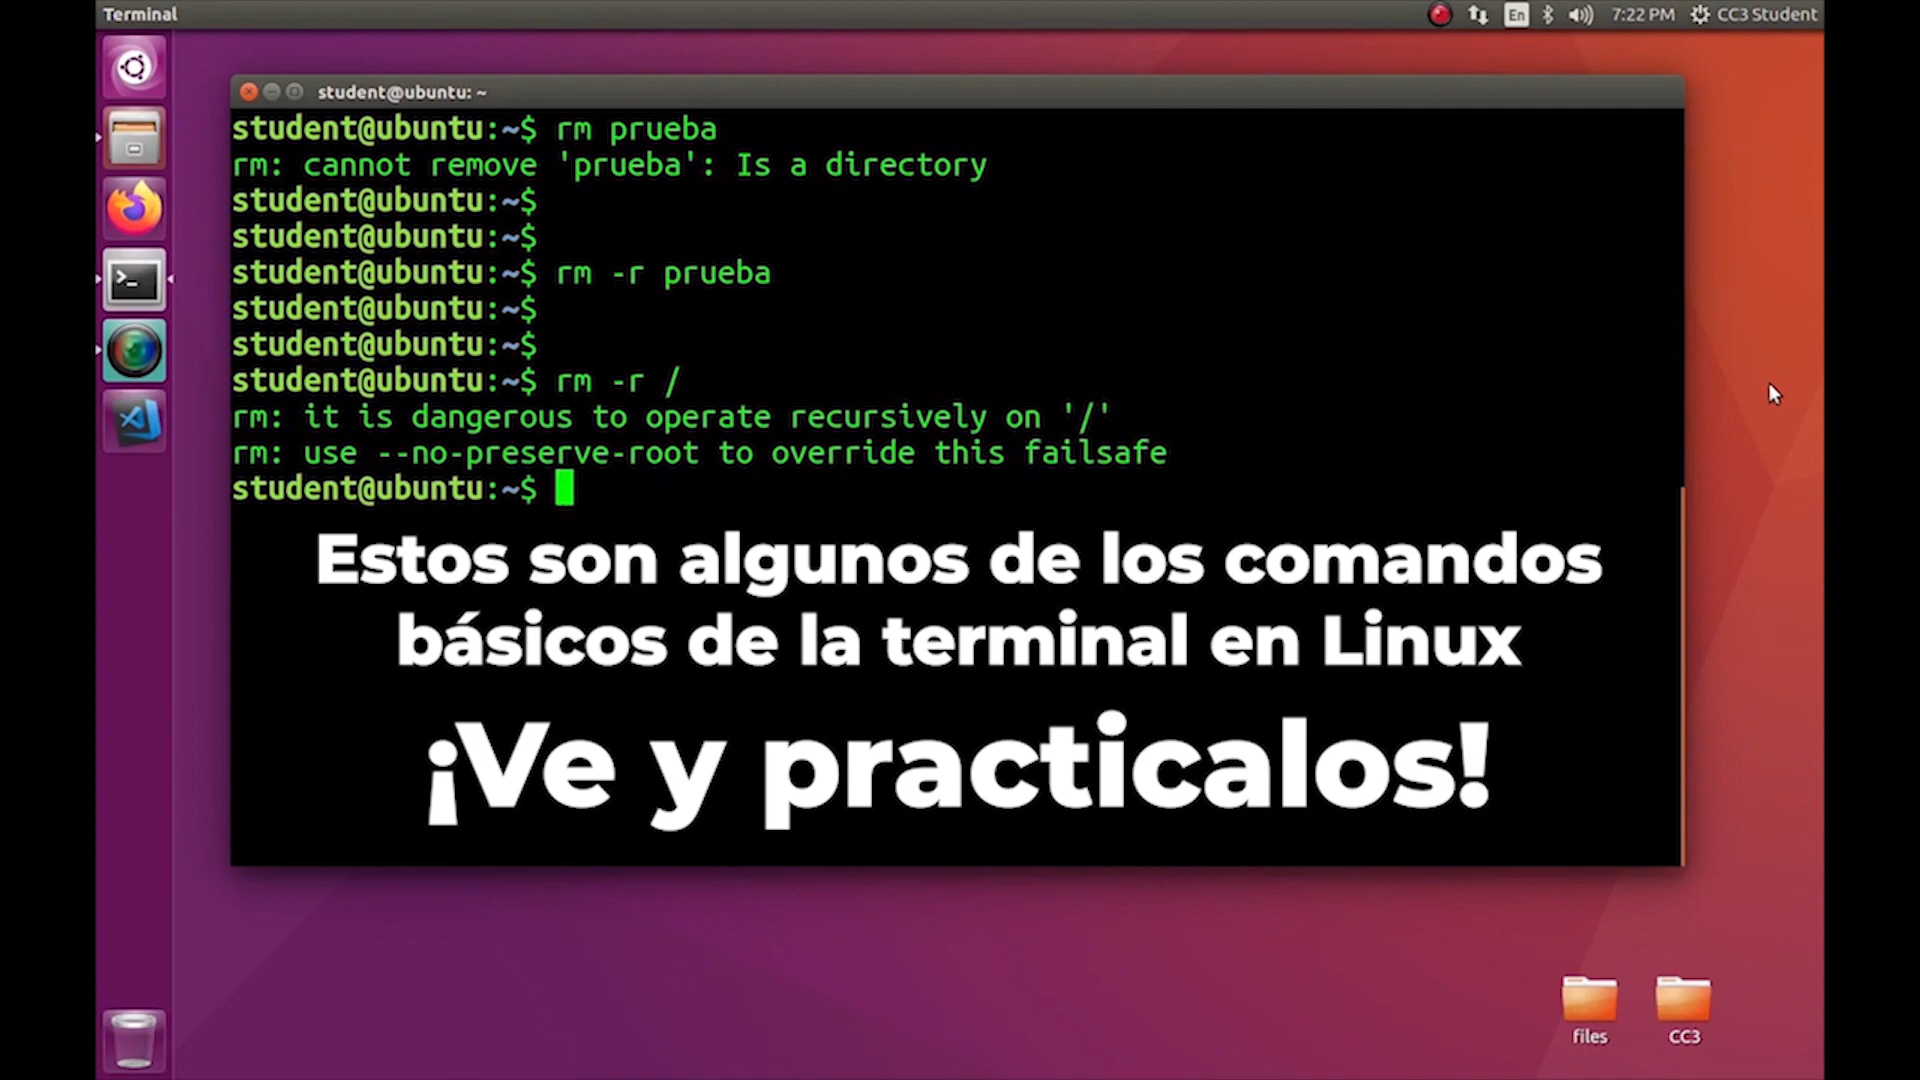 Terminal
En
7:22 PM
CC3 Student
student@ubuntu: ~
student@ubuntu:~$ rm prueba
rm: cannot remove 'prueba': Is a directory
student@ubuntu:~$
student@ubuntu:~$
student@ubuntu:~$ rm -r prueba
student@ubuntu:~$
student@ubuntu:~$
student@ubuntu:~$ rm -r /
rm: it is dangerous to operate recursively on '/'
rm: use --no-preserve-root to override this failsafe
student@ubuntu:~$
Estos son algunos de los comandos
básicos de la terminal en Linux
¡Ve y practicalos!
files
CC3